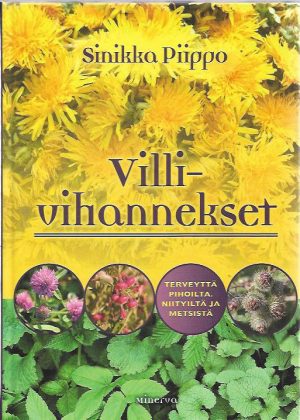 Sinikka Piippo
Villi-
vihannekset
TERVEYTTÄ
PIHOILTA,
NIITYILTÄ JA
METSISTÄ
Minerva